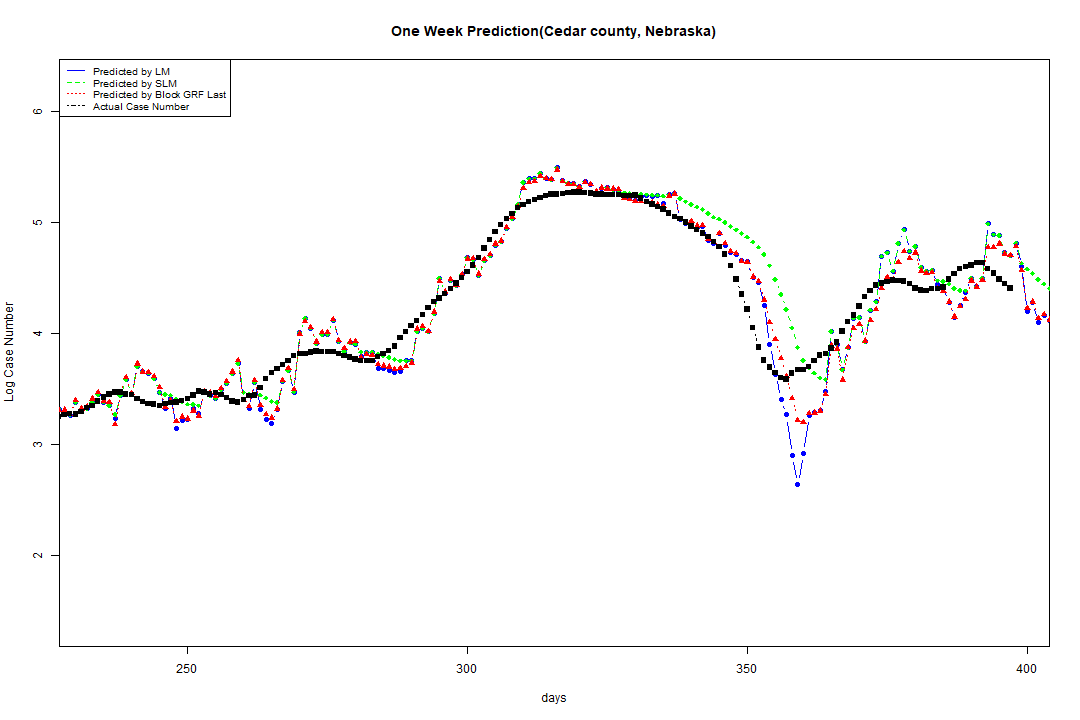 One Week Prediction(Cedar county, Nebraska)
Predicted by LM
Predicted by SLM
Predicted by Block GRF Last
Actual Case Number
6
5
4
3
2
Log Case Number
250
300
350
400
days